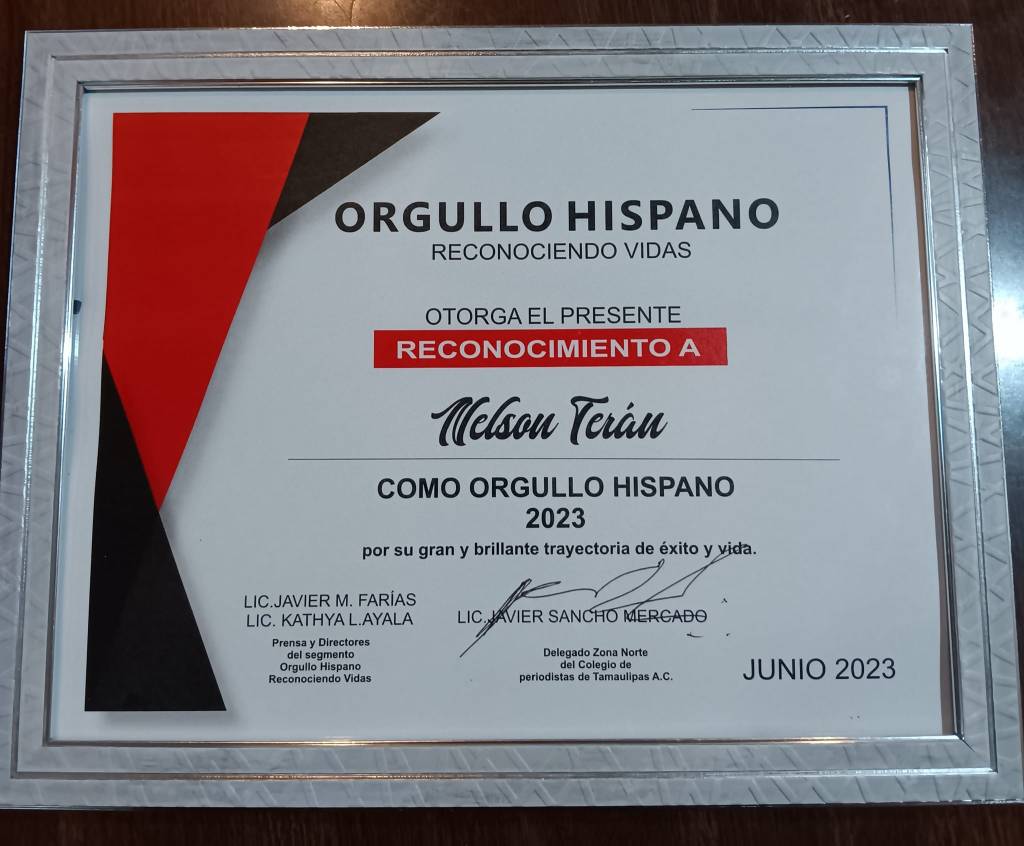 ORGULLO HISPANO
RECONOCIENDO VIDAS
OTORGA EL PRESENTE
RECONOCIMIENTO A
Nelson Terán
COMO ORGULLO HISPANO
2023
por su gran y brillante trayectoria de éxito y vida.
LIC.JAVIER M. FARÍAS
LIC. KATHYA L.AYALA
Prensa y Directores
del segmento
Orgullo Hispano
Reconociendo Vidas
LIC.JAVIER SANCHO MERCADO
Delegado Zona Norte
del Colegio de
periodistas de Tamaulipas A.C.
JUNIO 2023